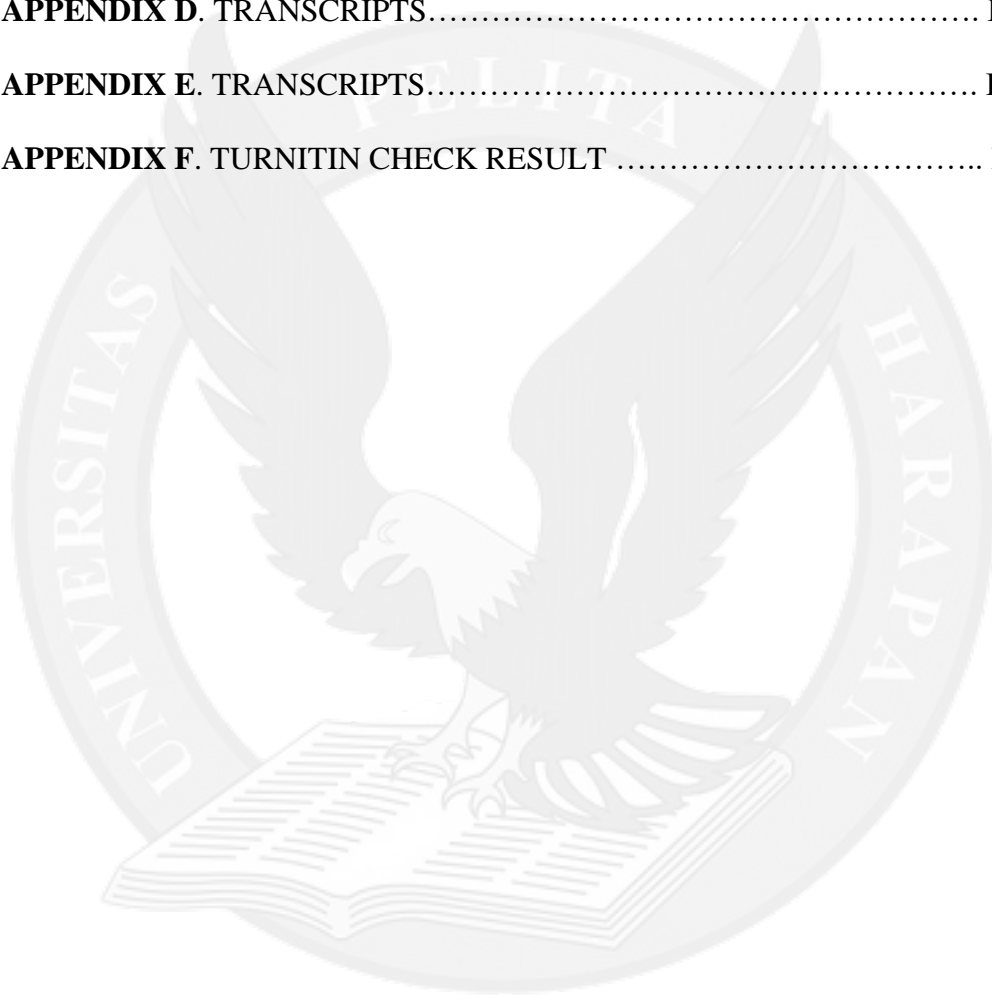 APPENDIX D. TRANSCRIPTS……………………………………………….
APPENDIX E. TRANSCRIPTS……………………………………………….
APPENDIX F. TURNITIN CHECK RESULT ……………………………..
UNIVERSITAS PELITA HARAPAN